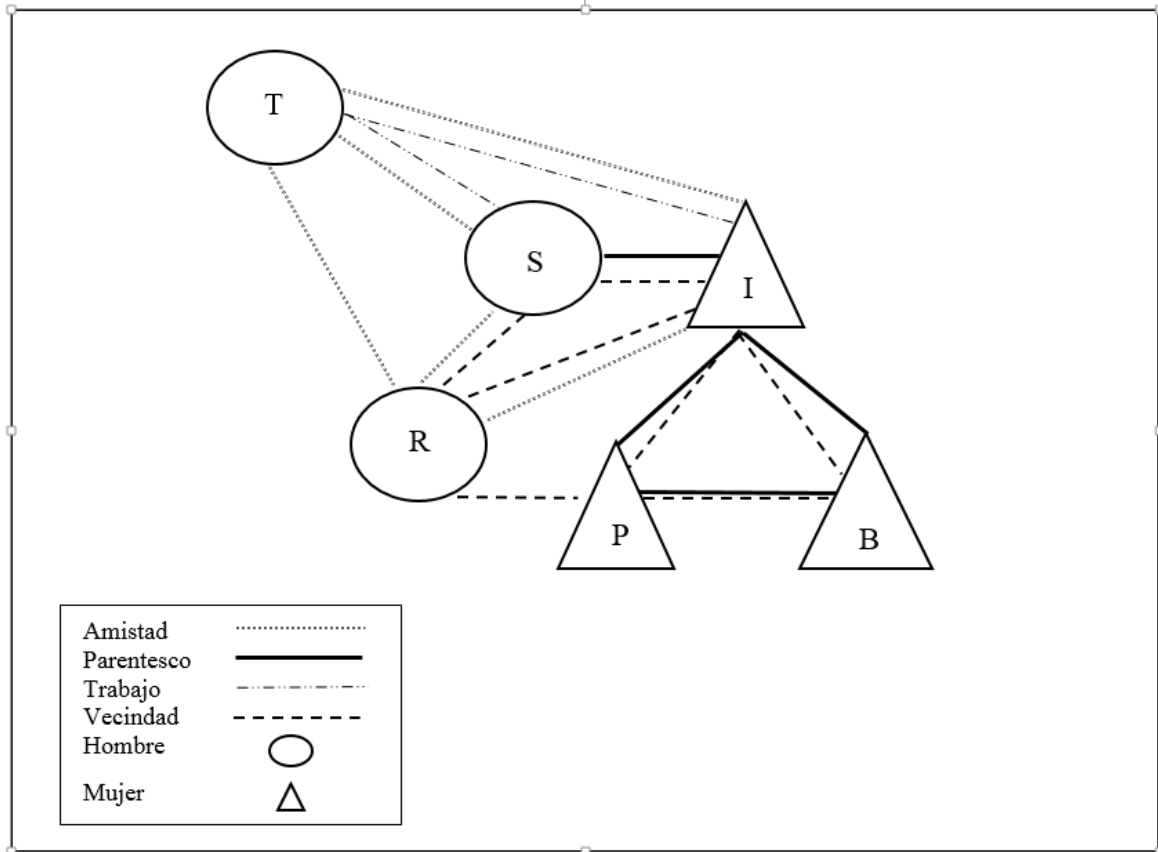 T
S
I
R
P
B
Amistad
Parentesco
Trabajo
Vecindad
Hombre
Mujer